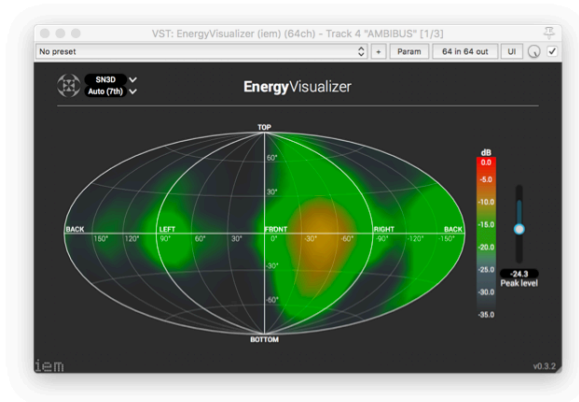 VST: EnergyVisualizer (iem) (64ch) - Track 4 "AMBIBUS" [1/3]
No preset + Param 64 in 64 out UI
SN3D
Auto (7th)
EnergyVisualizer
TOP
60°
30°
BACK LEFT FRONT RIGHT BACK
150° 120° 90° 60° 30° 0° -30° -60° -90° -120° -150°
-30°
-60°
BOTTOM
dB
0.0
-5.0
-10.0
-15.0
-20.0
-25.0
-30.0
-35.0
-24.3
Peak level
iem v0.3.2